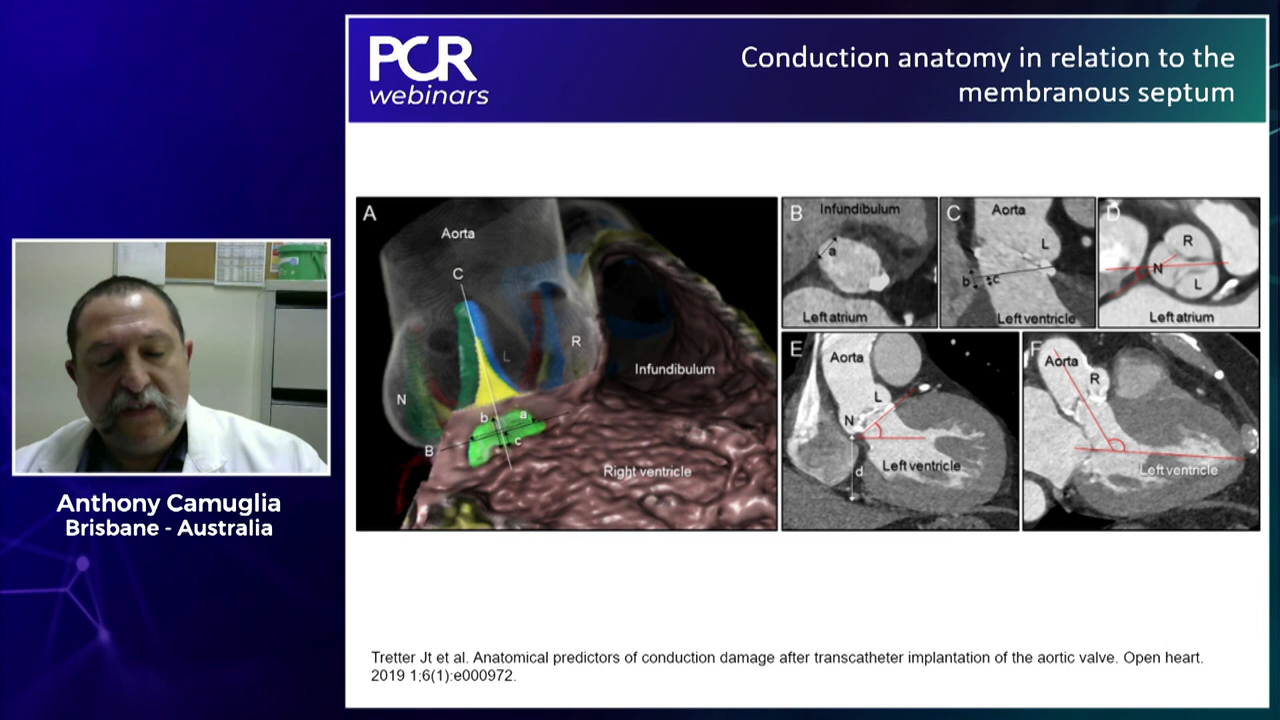 PCR
webinars
Conduction anatomy in relation to the
membranous septum
A
Aorta
C
L
R
N
Infundibulum
b
a
c
B
Right ventricle
B
Infundibulum
a
Left atrium
C
Aorta
L
b
c
Left ventricle
D
R
N
L
Left atrium
E
Aorta
L
N
Left ventricle
d
F
Aorta
R
Left ventricle
Anthony Camuglia
Brisbane - Australia
Tretter Jt et al. Anatomical predictors of conduction damage after transcatheter implantation of the aortic valve. Open heart.
2019 1;6(1):e000972.